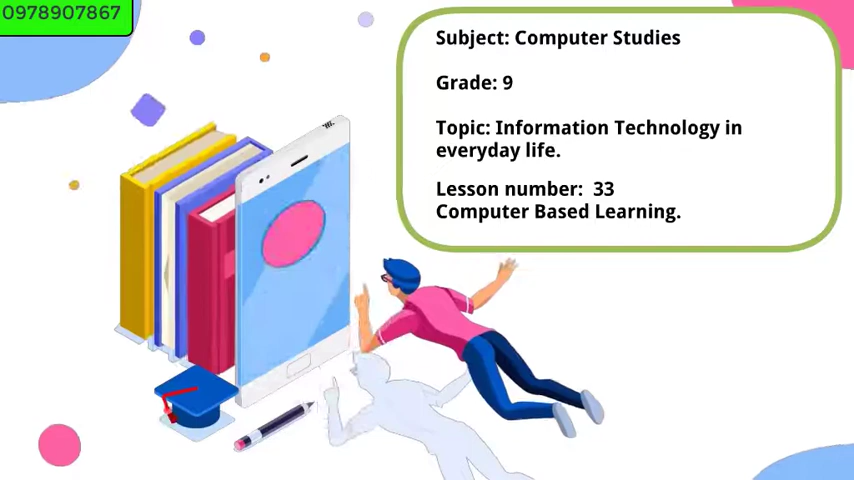 0978907867
Subject: Computer Studies
Grade: 9
Topic: Information Technology in
everyday life.
Lesson number:  33
Computer Based Learning.